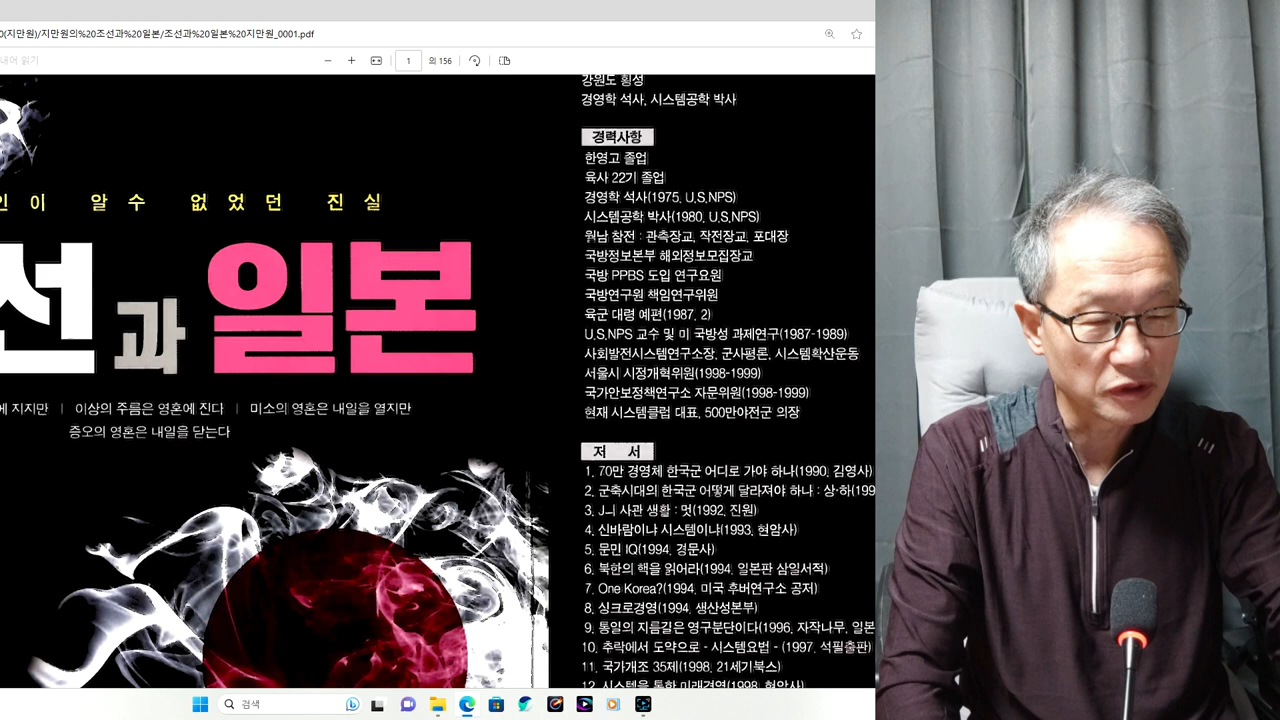 0(지만원)/지만원의%20조선과%20일본/조선과%20일본%20지만원_0001.pdf
내어 읽기
1 의 156
인이 알 수 없었던 진실
선과 일본
에 지지만 | 이상의 주름은 영혼에 진다 | 미소의 영혼은 내일을 열지만
증오의 영혼은 내일을 닫는다
강원도 횡성
경영학 석사, 시스템공학 박사
경력사항
한영고 졸업
육사 22기 졸업
경영학 석사(1975, U.S.NPS)
시스템공학 박사(1980, U.S.NPS)
월남 참전 : 관측장교, 작전장교, 포대장
국방정보본부 해외정보모집장교
국방 PPBS 도입 연구요원
국방연구원 책임연구위원
육군 대령 예편(1987, 2)
U.S.NPS 교수 및 미 국방성 과제연구(1987-1989)
사회발전시스템연구소장, 군사평론, 시스템확산운동
서울시 시정개혁위원(1998-1999)
국가안보정책연구소 자문위원(1998-1999)
현재 시스템클럽 대표, 500만야전군 의장
저 서
1. 70만 경영체 한국군 어디로 가야 하나(1990, 김영사)
2. 군축시대의 한국군 어떻게 달라져야 하나 : 상·하(199
3. J 사관 생활 : 멋(1992, 진원)
4. 신바람이냐 시스템이냐(1993, 현암사)
5. 문민 IQ(1994, 경문사)
6. 북한의 핵을 읽어라(1994, 일본판 삼일서적)
7. One Korea?(1994, 미국 후버연구소 공저)
8. 싱크로경영(1994, 생산성본부)
9. 통일의 지름길은 영구분단이다(1996, 자작나무, 일본
10. 추락에서 도약으로 - 시스템요법 - (1997, 석필출판)
11. 국가개조 35제(1998, 21세기북스)
12. 시스템을 통한 미래경영(1998, 현암사)
검색